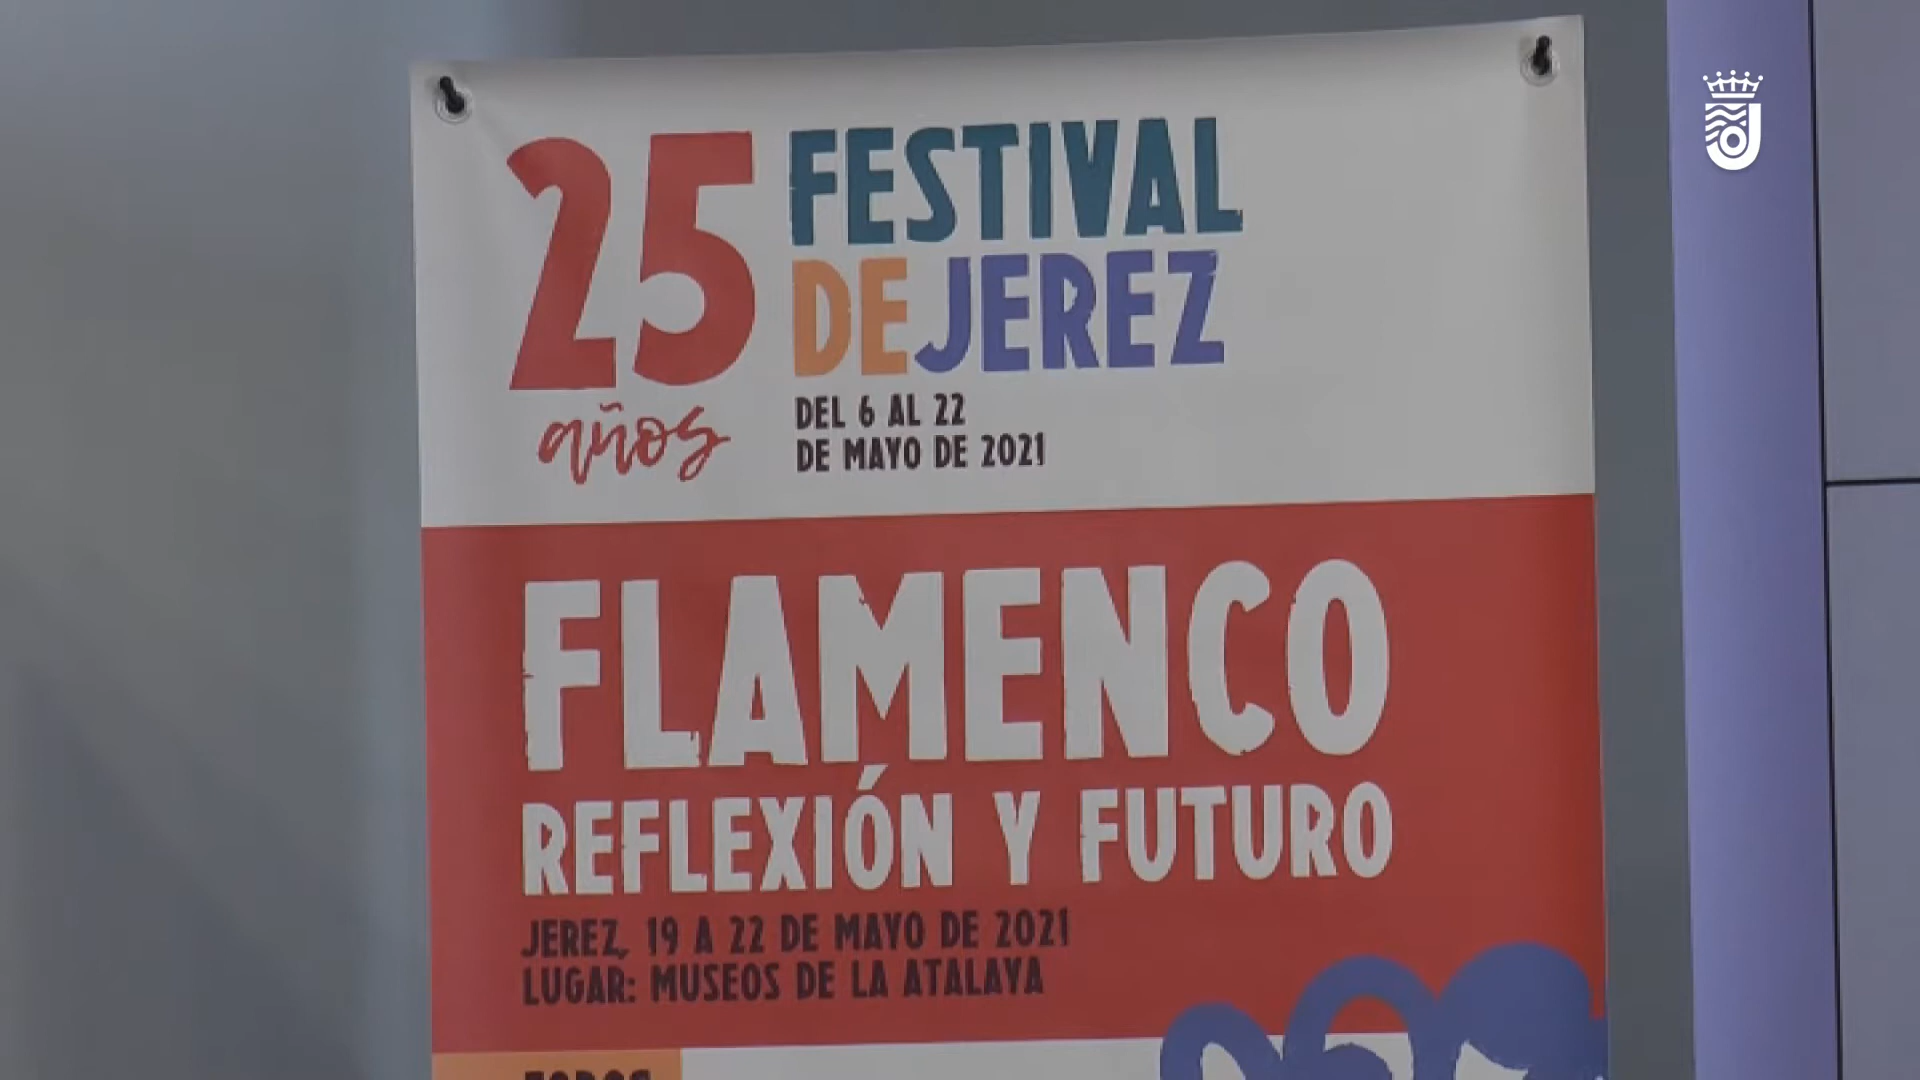 25 años
FESTIVAL
DE JEREZ
DEL 6 AL 22
DE MAYO DE 2021
FLAMENCO
REFLEXIÓN Y FUTURO
JEREZ, 19 A 22 DE MAYO DE 2021
LUGAR: MUSEOS DE LA ATALAYA